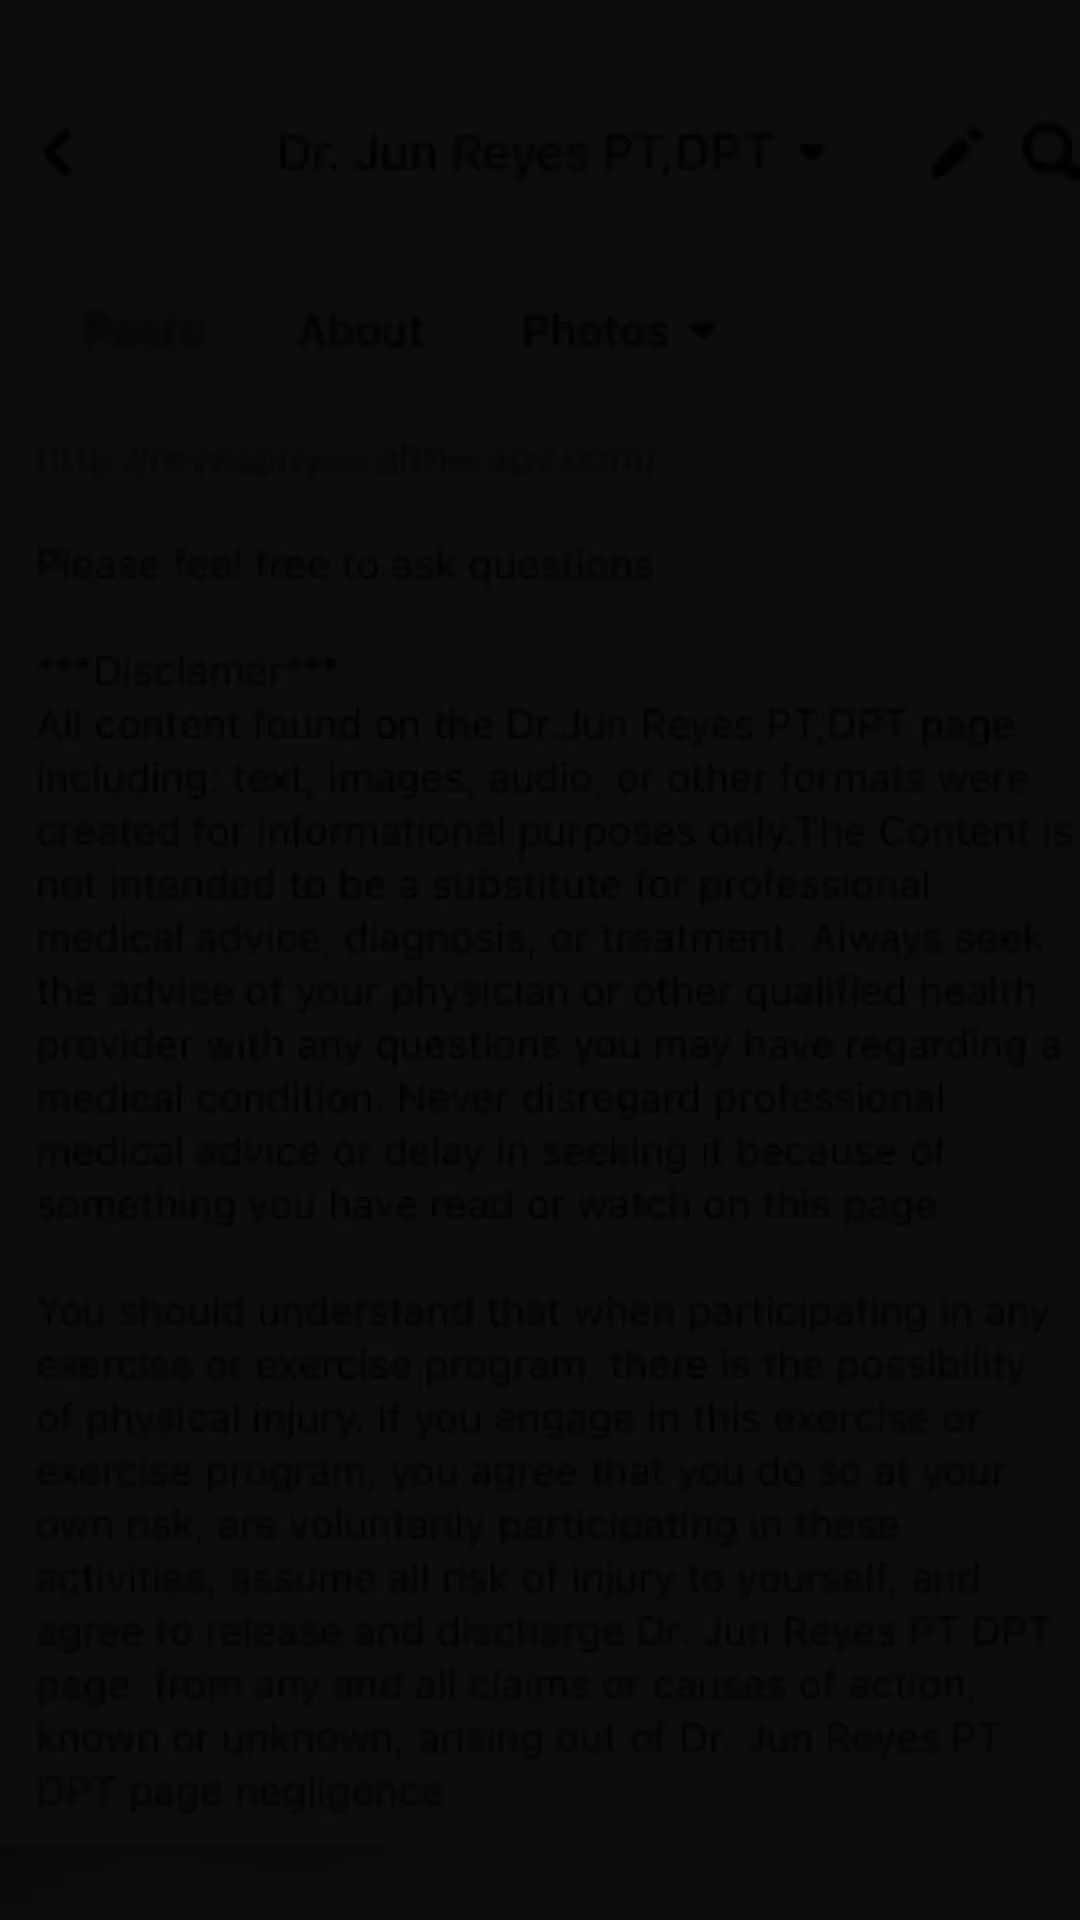 Dr. Jun Reyes PT,DPT
Posts About Photos
http://reyesphysicaltherapy.com/
Please feel free to ask questions
***Disclamer***
All content found on the Dr.Jun Reyes PT,DPT page
including: text, images, audio, or other formats were
created for informational purposes only.The Content is
not intended to be a substitute for professional
medical advice, diagnosis, or treatment. Always seek
the advice of your physician or other qualified health
provider with any questions you may have regarding a
medical condition. Never disregard professional
medical advice or delay in seeking it because of
something you have read or watch on this page
You should understand that when participating in any
exercise or exercise program, there is the possibility
of physical injury. If you engage in this exercise or
exercise program, you agree that you do so at your
own risk, are voluntarily participating in these
activities, assume all risk of injury to yourself, and
agree to release and discharge Dr. Jun Reyes PT DPT
page from any and all claims or causes of action,
known or unknown, arising out of Dr. Jun Reyes PT
DPT page negligence